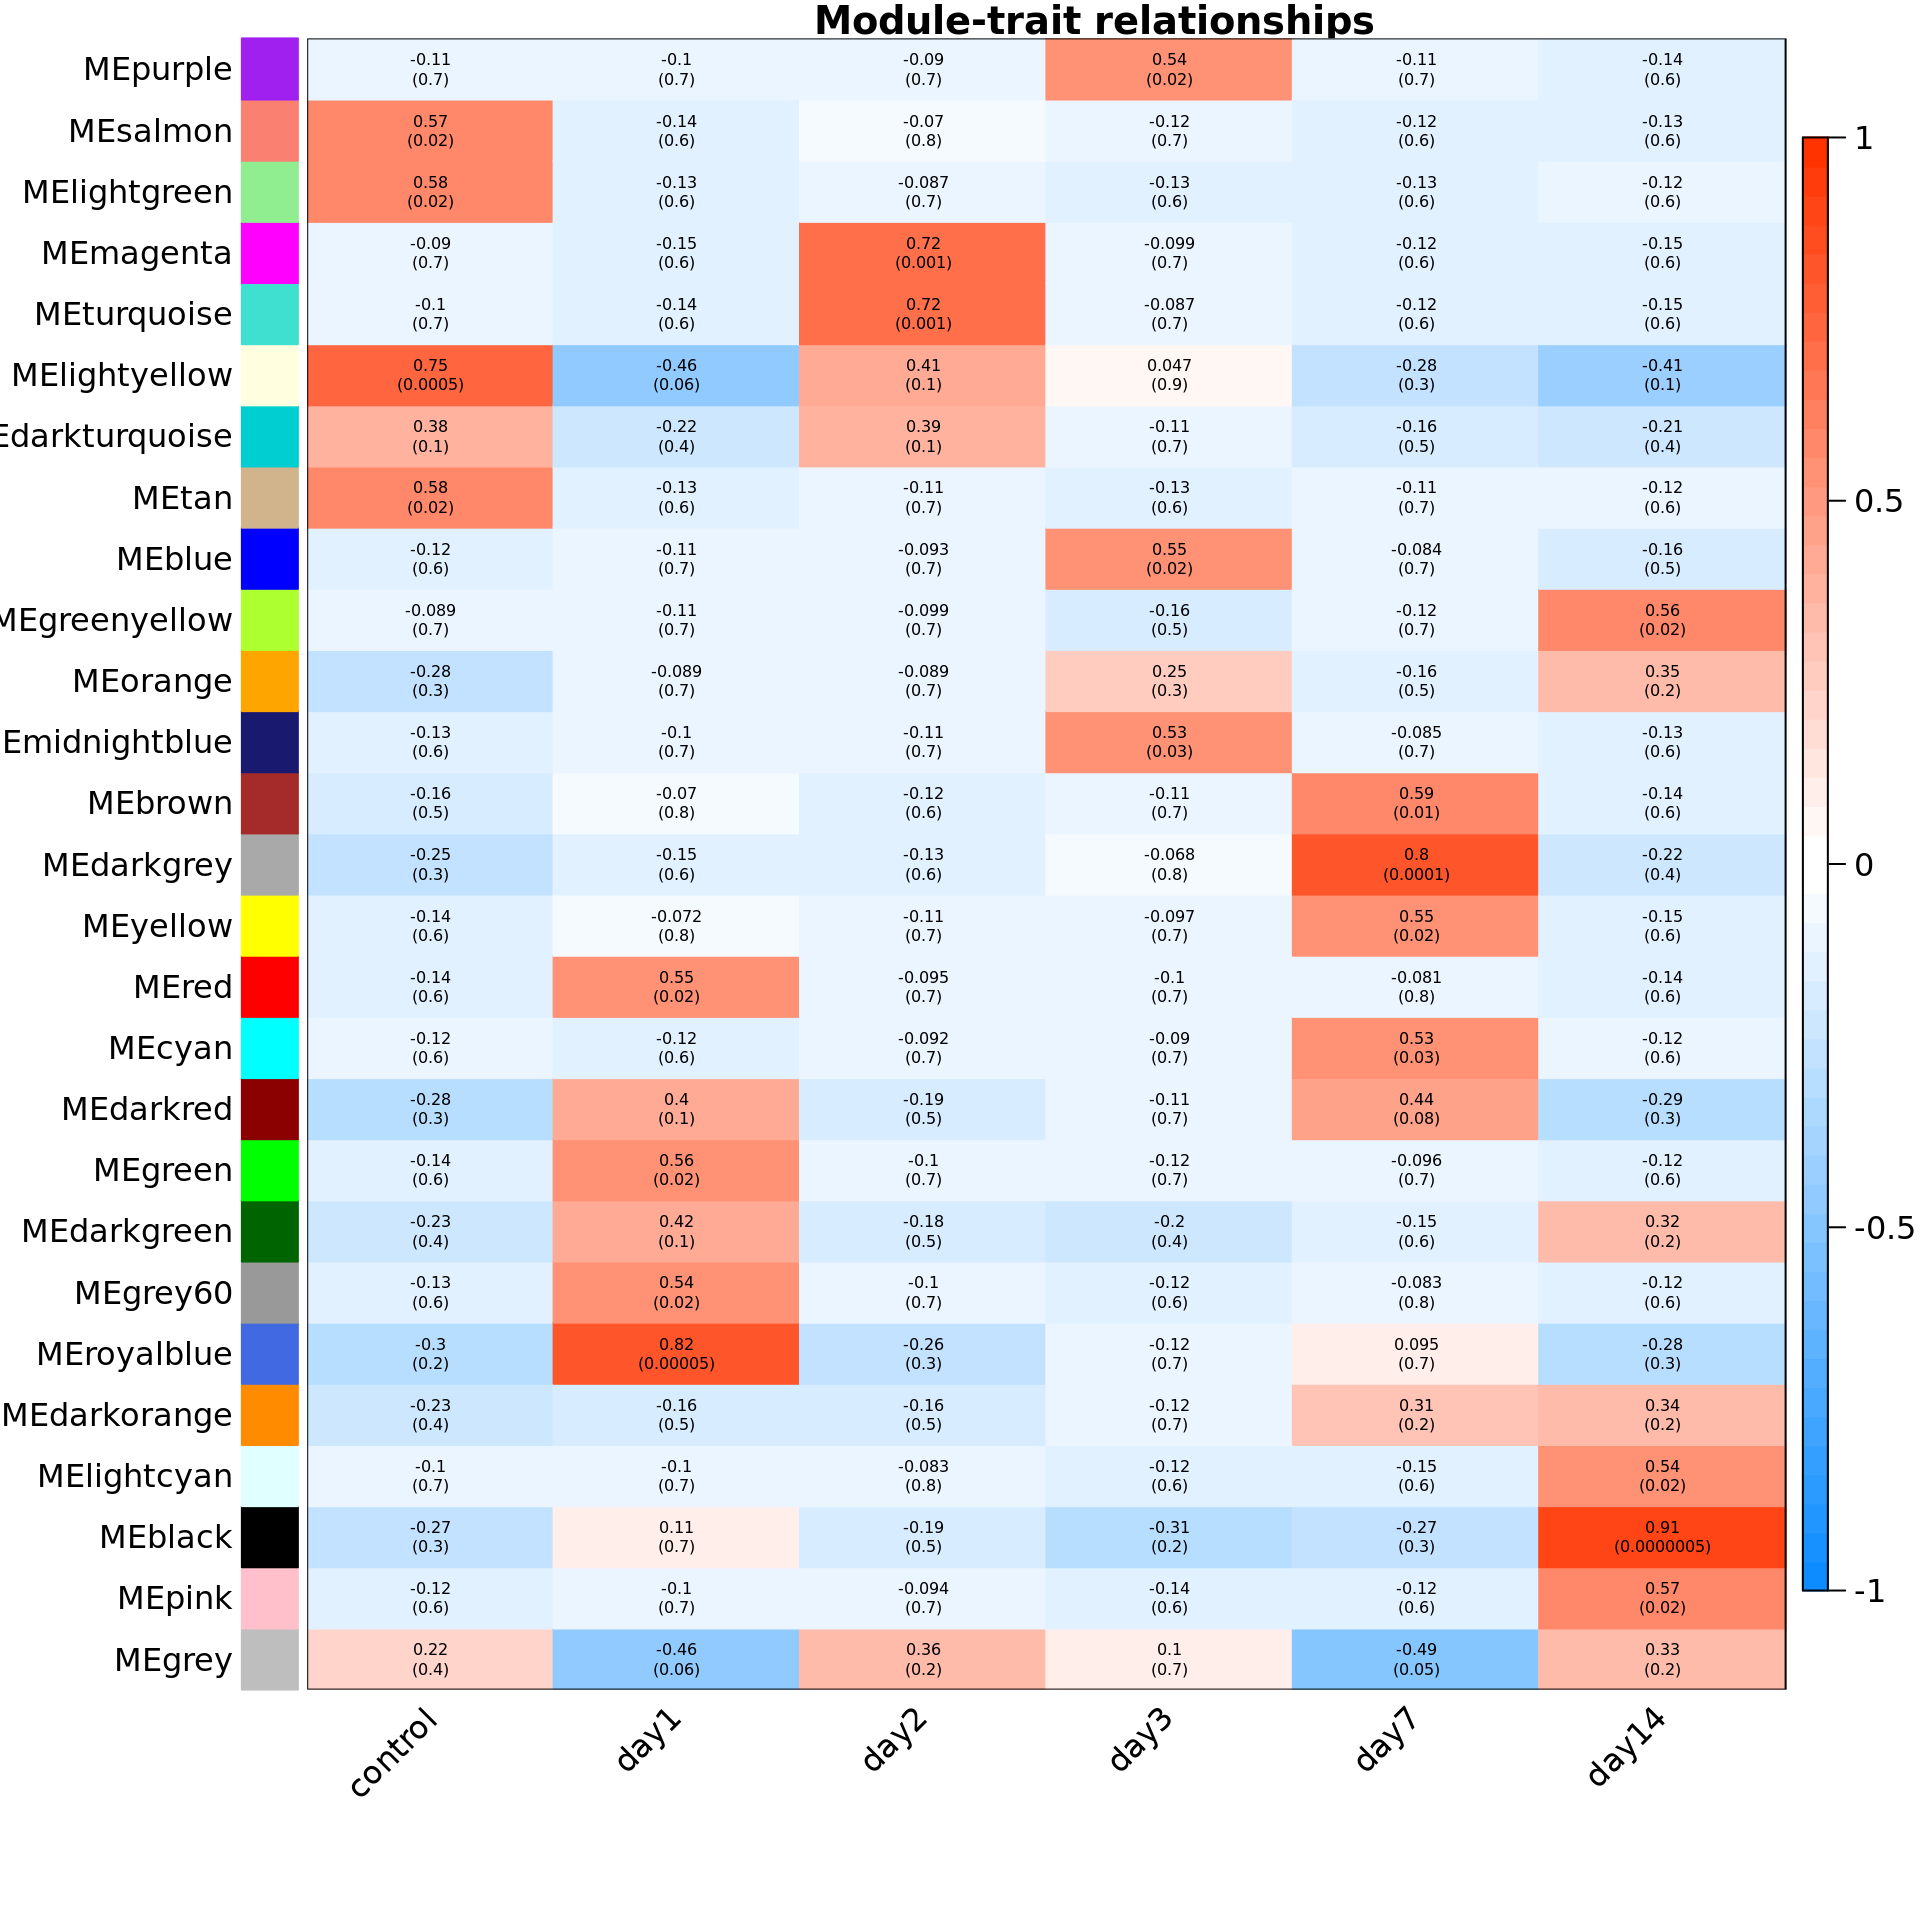 Module-trait relationships
MEpurple -0.11 -0.1 -0.09 0.54 -0.11 -0.14
(0.7) (0.7) (0.7) (0.02) (0.7) (0.6)
MEsalmon 0.57 -0.14 -0.07 -0.12 -0.12 -0.13
(0.02) (0.6) (0.8) (0.7) (0.6) (0.6)
MElightgreen 0.58 -0.13 -0.087 -0.13 -0.13 -0.12
(0.02) (0.6) (0.7) (0.6) (0.6) (0.6)
MEmagenta -0.09 -0.15 0.72 -0.099 -0.12 -0.15
(0.7) (0.6) (0.001) (0.7) (0.6) (0.6)
MEturquoise -0.1 -0.14 0.72 -0.087 -0.12 -0.15
(0.7) (0.6) (0.001) (0.7) (0.6) (0.6)
MElightyellow 0.75 -0.46 0.41 0.047 -0.28 -0.41
(0.0005) (0.06) (0.1) (0.9) (0.3) (0.1)
Edarkturquoise 0.38 -0.22 0.39 -0.11 -0.16 -0.21
(0.1) (0.4) (0.1) (0.7) (0.5) (0.4)
MEtan 0.58 -0.13 -0.11 -0.13 -0.11 -0.12
(0.02) (0.6) (0.7) (0.6) (0.7) (0.6)
MEblue -0.12 -0.11 -0.093 0.55 -0.084 -0.16
(0.6) (0.7) (0.7) (0.02) (0.7) (0.5)
MEgreenyellow -0.089 -0.11 -0.099 -0.16 -0.12 0.56
(0.7) (0.7) (0.7) (0.5) (0.7) (0.02)
MEorange -0.28 -0.089 -0.089 0.25 -0.16 0.35
(0.3) (0.7) (0.7) (0.3) (0.5) (0.2)
Emidnightblue -0.13 -0.1 -0.11 0.53 -0.085 -0.13
(0.6) (0.7) (0.7) (0.03) (0.7) (0.6)
MEbrown -0.16 -0.07 -0.12 -0.11 0.59 -0.14
(0.5) (0.8) (0.6) (0.7) (0.01) (0.6)
MEdarkgrey -0.25 -0.15 -0.13 -0.068 0.8 -0.22
(0.3) (0.6) (0.6) (0.8) (0.0001) (0.4)
MEyellow -0.14 -0.072 -0.11 -0.097 0.55 -0.15
(0.6) (0.8) (0.7) (0.7) (0.02) (0.6)
MEred -0.14 0.55 -0.095 -0.1 -0.081 -0.14
(0.6) (0.02) (0.7) (0.7) (0.8) (0.6)
MEcyan -0.12 -0.12 -0.092 -0.09 0.53 -0.12
(0.6) (0.6) (0.7) (0.7) (0.03) (0.6)
MEdarkred -0.28 0.4 -0.19 -0.11 0.44 -0.29
(0.3) (0.1) (0.5) (0.7) (0.08) (0.3)
MEgreen -0.14 0.56 -0.1 -0.12 -0.096 -0.12
(0.6) (0.02) (0.7) (0.7) (0.7) (0.6)
MEdarkgreen -0.23 0.42 -0.18 -0.2 -0.15 0.32
(0.4) (0.1) (0.5) (0.4) (0.6) (0.2)
MEgrey60 -0.13 0.54 -0.1 -0.12 -0.083 -0.12
(0.6) (0.02) (0.7) (0.6) (0.8) (0.6)
MEroyalblue -0.3 0.82 -0.26 -0.12 0.095 -0.28
(0.2) (0.00005) (0.3) (0.7) (0.7) (0.3)
MEdarkorange -0.23 -0.16 -0.16 -0.12 0.31 0.34
(0.4) (0.5) (0.5) (0.7) (0.2) (0.2)
MElightcyan -0.1 -0.1 -0.083 -0.12 -0.15 0.54
(0.7) (0.7) (0.8) (0.6) (0.6) (0.02)
MEblack -0.27 0.11 -0.19 -0.31 -0.27 0.91
(0.3) (0.7) (0.5) (0.2) (0.3) (0.0000005)
MEpink -0.12 -0.1 -0.094 -0.14 -0.12 0.57
(0.6) (0.7) (0.7) (0.6) (0.6) (0.02)
MEgrey 0.22 -0.46 0.36 0.1 -0.49 0.33
(0.4) (0.06) (0.2) (0.7) (0.05) (0.2)
control day1 day2 day3 day7 day14
1
0.5
0
-0.5
-1